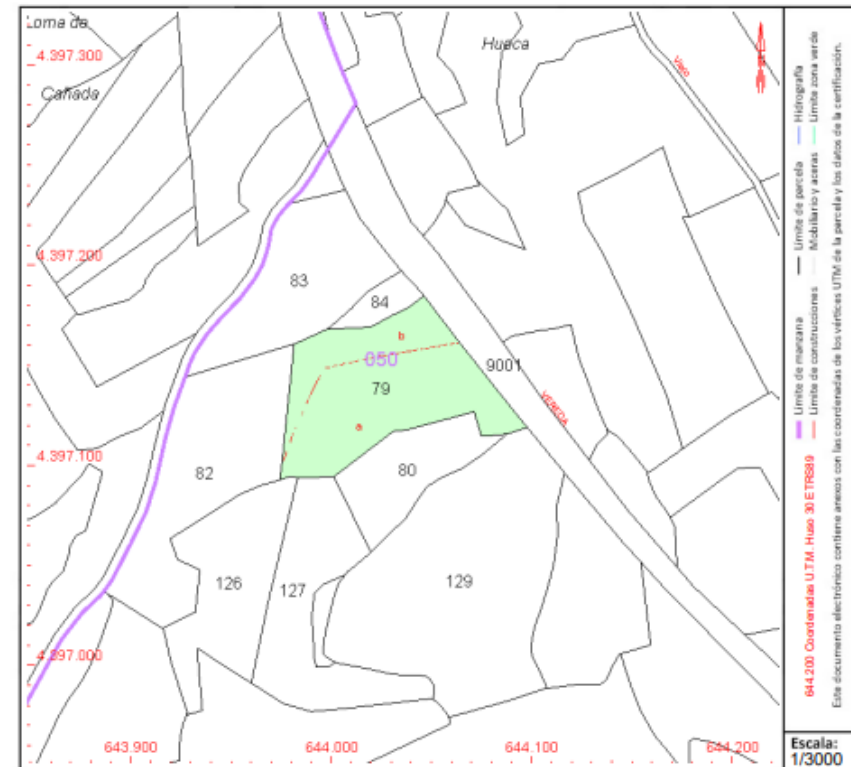 Loma de
Cañada
Huaca
Viejo
4.397.300
4.397.200
83
84
b
050
79
9001
VEREDA
a
4.397.100
82
80
126
127
129
4.397.000
643.900
644.000
644.100
644.200
Límite de manzana
Límite de parcela
Hidrografía
Límite de construcciones
Mobiliario y aceras
Límite zona verde
644.200 Coordenadas U.T.M. Huso 30 ETRS89
Este documento electrónico contiene anexos con las coordenadas de los vértices UTM de la parcela y los datos de la certificación.
Escala:
1/3000